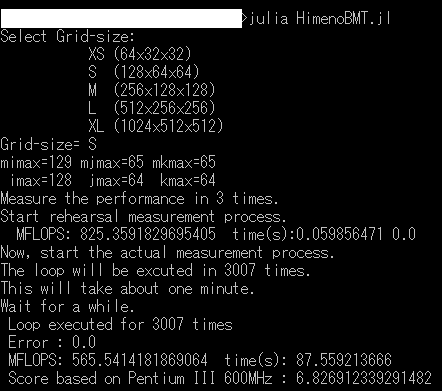 >julia HimenoBMT.jl
Select Grid-size:
XS (64x32x32)
S (128x64x64)
M (256x128x128)
L (512x256x256)
XL (1024x512x512)
Grid-size= S
mimax=129 mjmax=65 mkmax=65
imax=128 jmax=64 kmax=64
Measure the performance in 3 times.
Start rehearsal measurement process.
MFLOPS: 825.3591829695405 time(s):0.059856471 0.0
Now, start the actual measurement process.
The loop will be excuted in 3007 times.
This will take about one minute.
Wait for a while.
Loop executed for 3007 times
Error : 0.0
MFLOPS: 565.5414181869064 time(s): 87.559213666
Score based on Pentium III 600MHz : 6.826912339291482